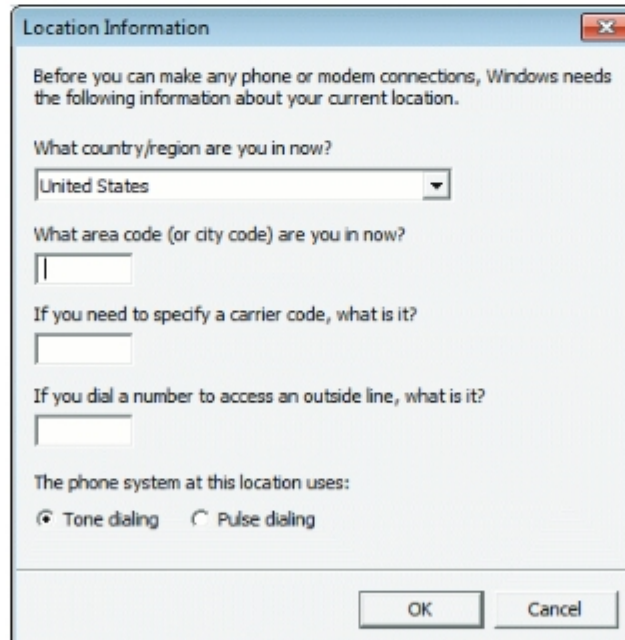 Location Information
Before you can make any phone or modem connections, Windows needs
the following information about your current location.
What country/region are you in now?
United States
What area code (or city code) are you in now?
If you need to specify a carrier code, what is it?
If you dial a number to access an outside line, what is it?
The phone system at this location uses:
Tone dialing Pulse dialing
OK Cancel